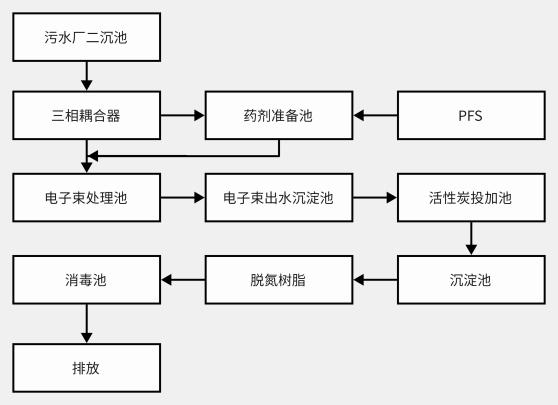 污水厂二沉池
三相耦合器
药剂准备池
PFS
电子束处理池
电子束出水沉淀池
活性炭投加池
消毒池
脱氮树脂
沉淀池
排放